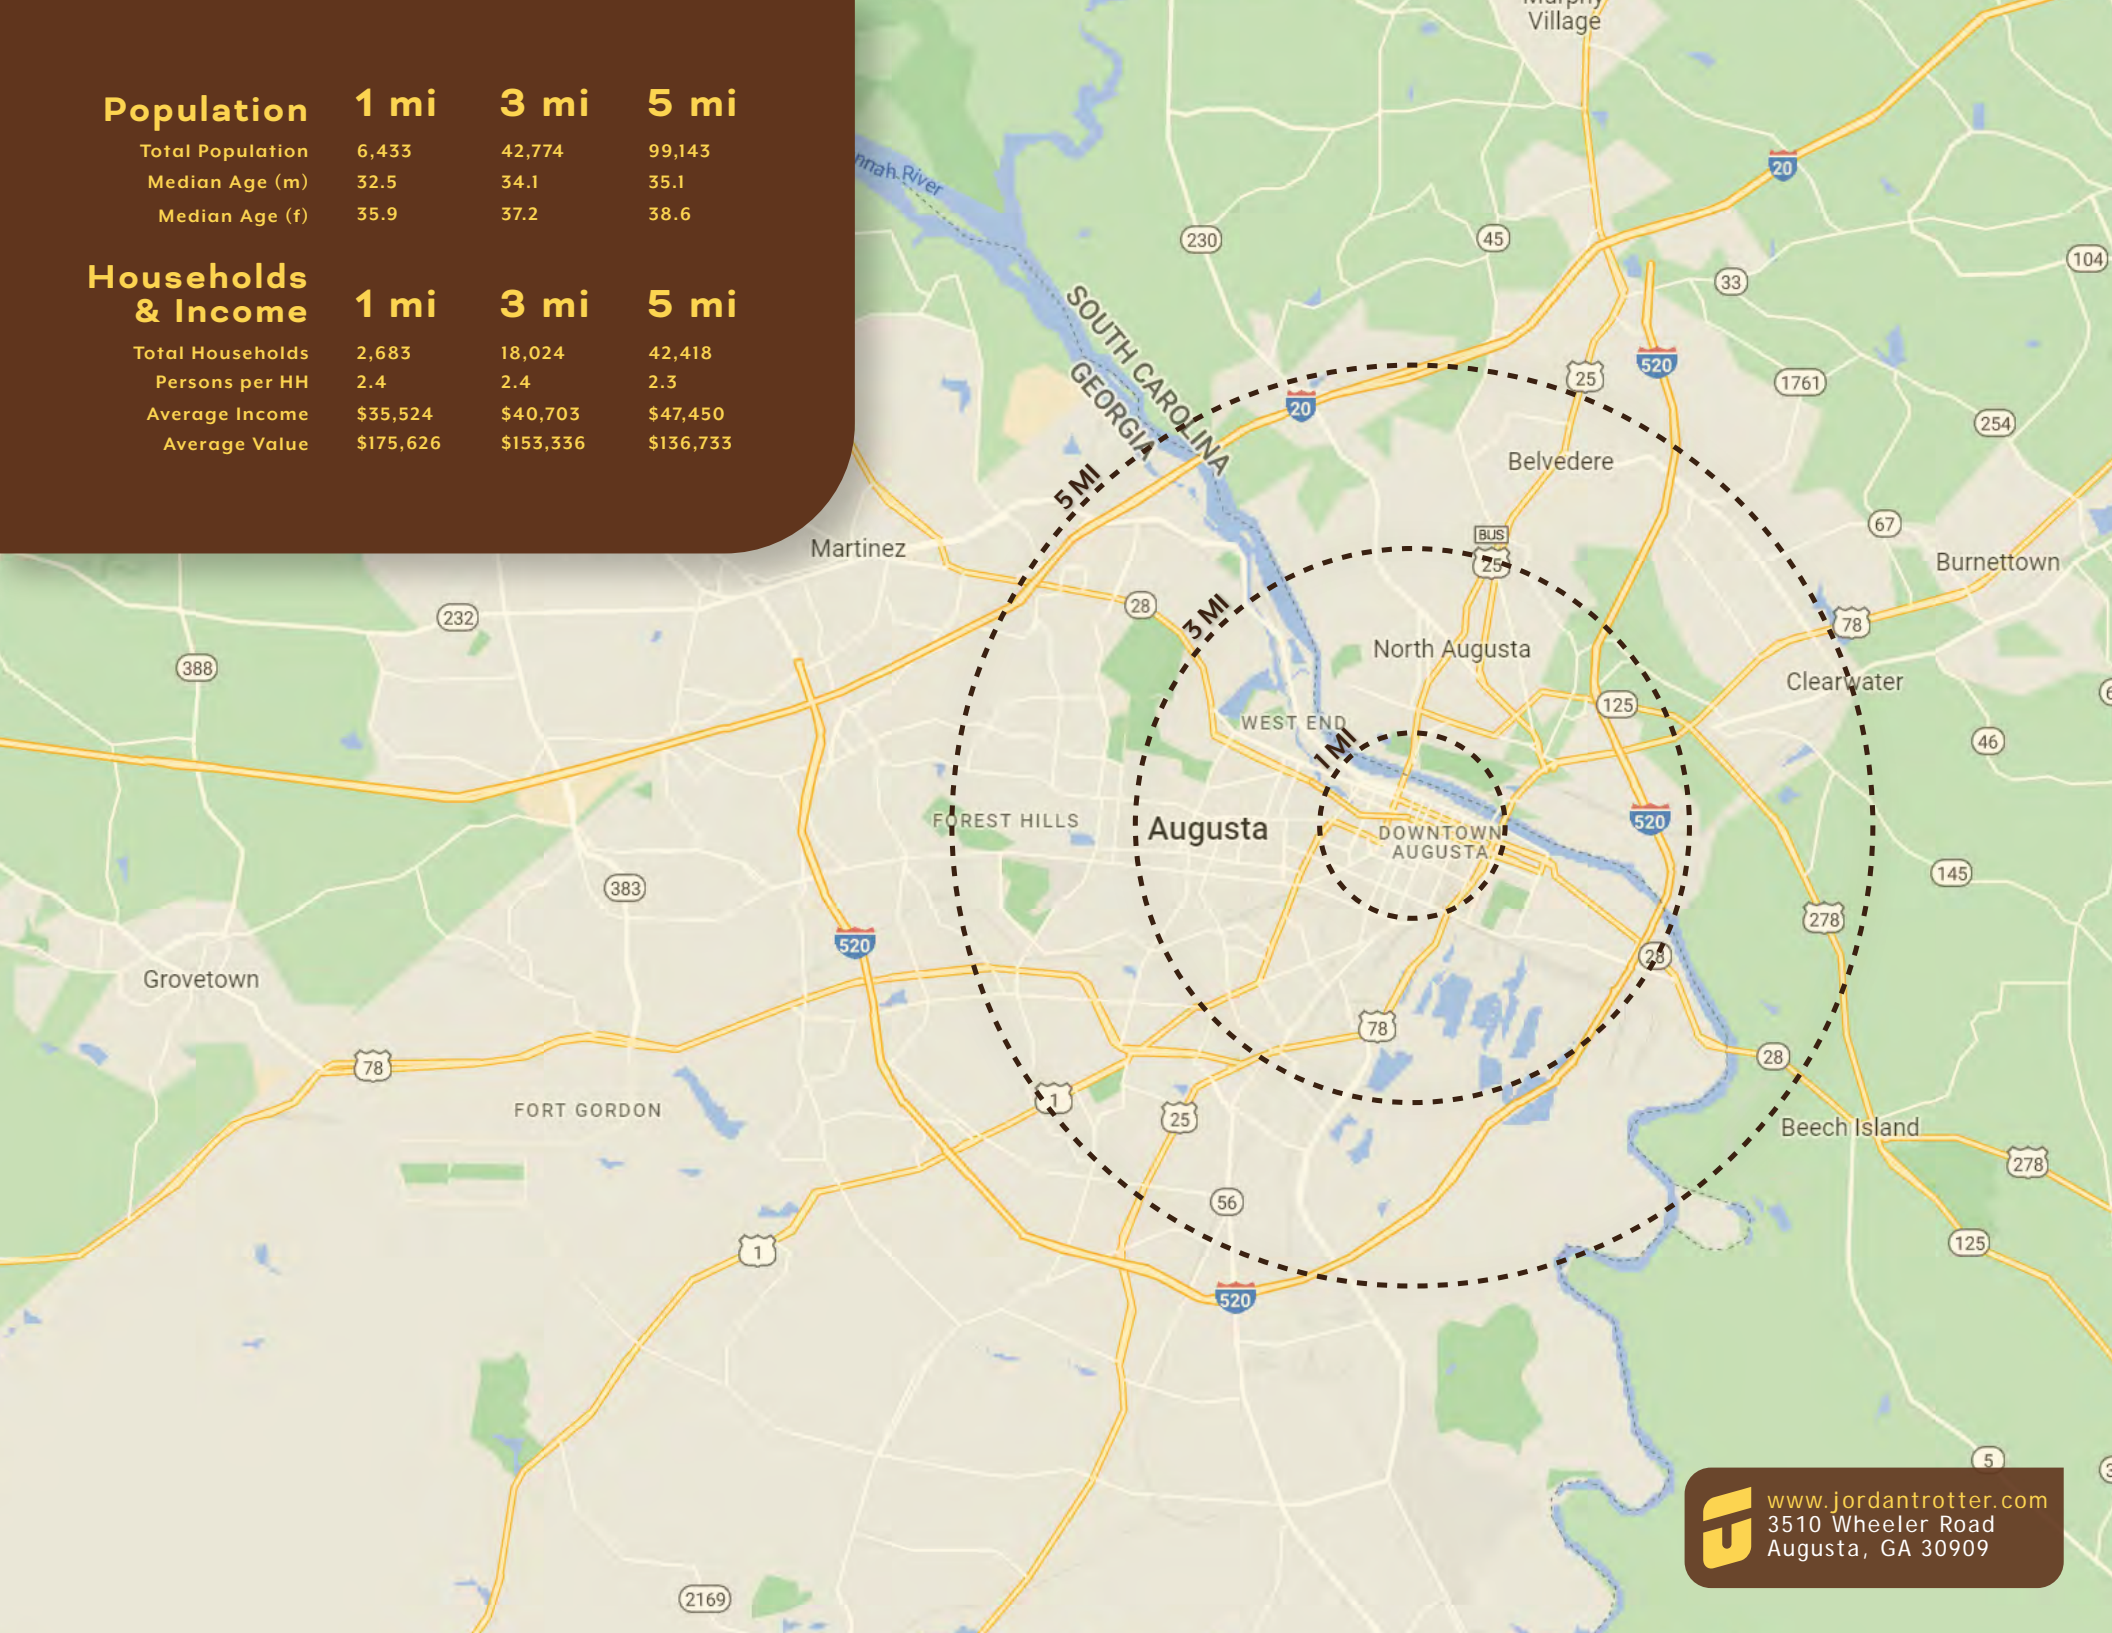 Population 1 mi 3 mi 5 mi
Total Population 6,433 42,774 99,143
Median Age (m) 32.5 34.1 35.1
Median Age (f) 35.9 37.2 38.6
Households
& Income 1 mi 3 mi 5 mi
Total Households 2,683 18,024 42,418
Persons per HH 2.4 2.4 2.3
Average Income $35,524 $40,703 $47,450
Average Value $175,626 $153,336 $136,733
Village
20
River
230
45
104
33
SOUTH CAROLINA
GEORGIA
520
25
1761
20
254
Belvedere
5 MI
67
BUS
25
Martinez
Burnettown
28
3 MI
232
78
North Augusta
388
Clearwater
125
WEST END
46
1 MI
FOREST HILLS
Augusta
520
DOWNTOWN
AUGUSTA
145
383
278
520
28
Grovetown
78
28
78
1
FORT GORDON
25
Beech Island
278
56
125
1
520
5
www.jordantrotter.com
3510 Wheeler Road
Augusta, GA 30909
2169